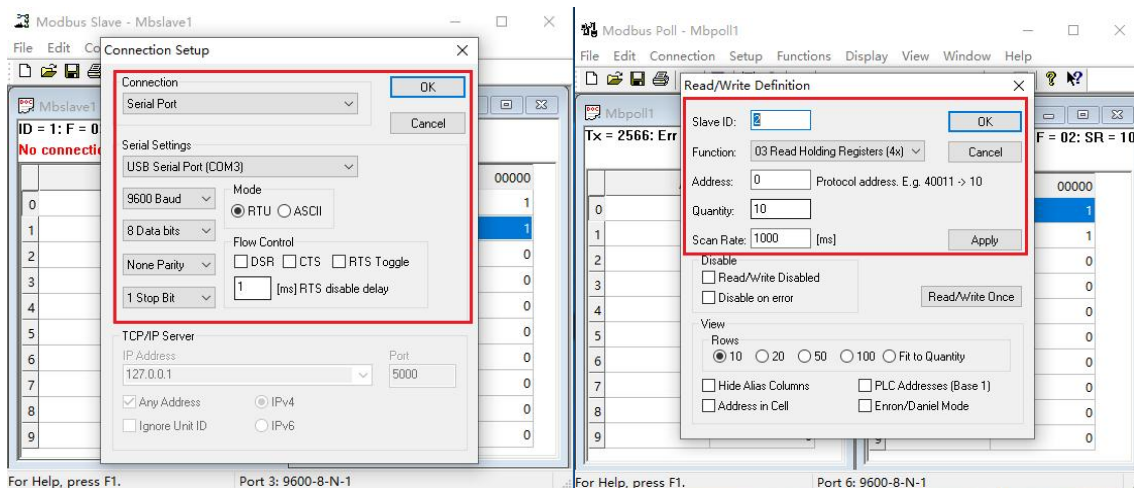 Modbus Slave - Mbslave1
File Edit Co
Connection Setup
Connection
Serial Port
OK
Cancel
Serial Settings
USB Serial Port (COM3)
9600 Baud
8 Data bits
None Parity
1 Stop Bit
Mode
RTU ASCII
Flow Control
DSR CTS RTS Toggle
1 [ms] RTS disable delay
TCP/IP Server
IP Address Port
127.0.0.1 5000
Any Address IPv4
Ignore Unit ID IPv6
Mbslave1
ID = 1: F = 0
No connecti
00000
0 1
1 1
2 0
3 0
4 0
5 0
6 0
7 0
8 0
9 0
For Help, press F1. Port 3: 9600-8-N-1
Modbus Poll - Mbpoll1
File Edit Connection Setup Functions Display View Window Help
Read/Write Definition
Slave ID: 2 OK
Function: 03 Read Holding Registers (4x) Cancel
Address: 0 Protocol address. E.g. 40011 -> 10
Quantity: 10
Scan Rate: 1000 [ms] Apply
Disable
Read/Write Disabled
Disable on error
Read/Write Once
View
Rows
10 20 50 100 Fit to Quantity
Hide Alias Columns PLC Addresses (Base 1)
Address in Cell Enron/Daniel Mode
Mbpoll1
Tx = 2566: Err
F = 02: SR = 10
00000
0 1
1 1
2 0
3 0
4 0
5 0
6 0
7 0
8 0
9 0
For Help, press F1. Port 6: 9600-8-N-1